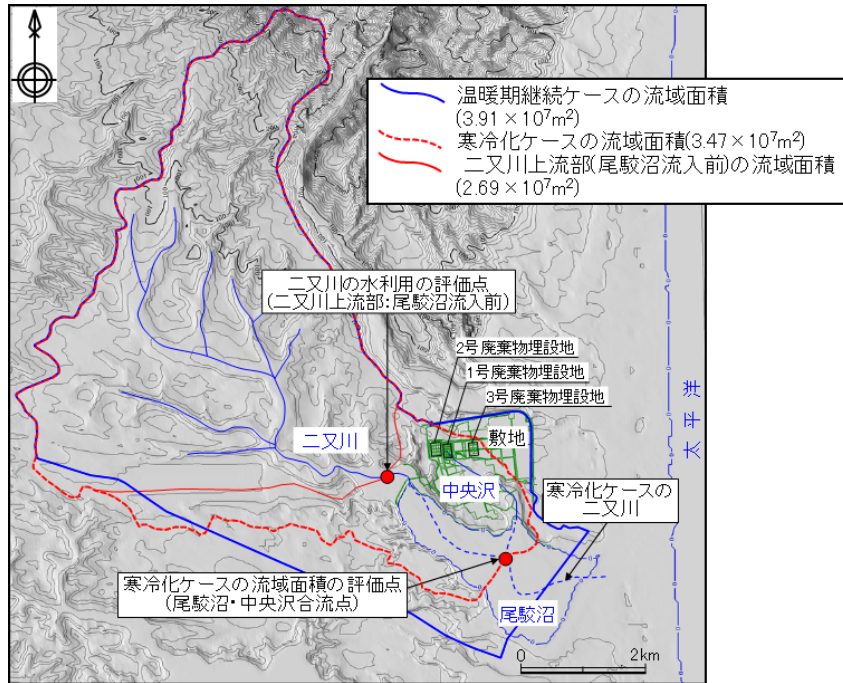 温暖期継続ケースの流域面積
(3.91×10⁷m²)
寒冷化ケースの流域面積(3.47×10⁷m²)
二又川上流部(尾駮沼流入前)の流域面積
(2.69×10⁷m²)
二又川の水利用の評価点
(二又川上流部:尾駮沼流入前)
2号廃棄物埋設地
1号廃棄物埋設地
3号廃棄物埋設地
敷地
太平洋
二又川
中央沢
寒冷化ケースの
二又川
寒冷化ケースの流域面積の評価点
(尾駮沼・中央沢合流点)
尾駮沼
0
2km